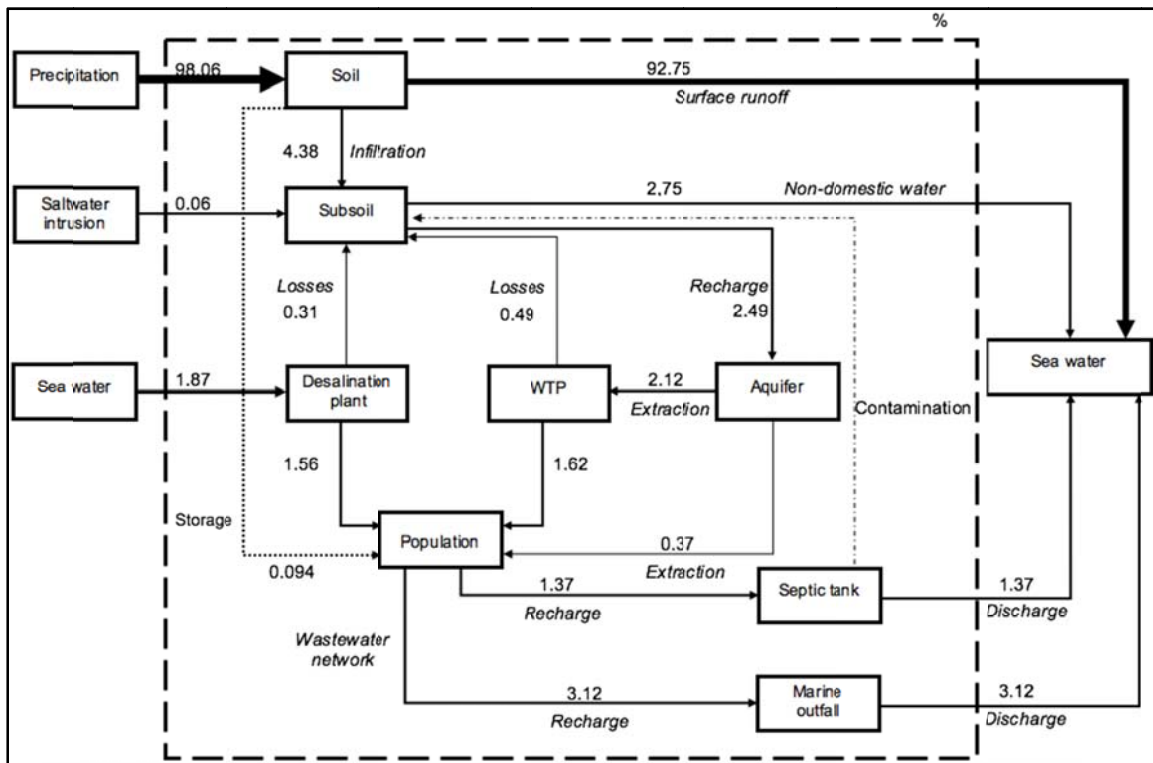 %
Precipitation
98.06
Soil
92.75
Surface runoff
4.38
Infiltration
Saltwater
intrusion
0.06
Subsoil
2.75
Non-domestic water
Losses
0.31
Losses
0.49
Recharge
2.49
Sea water
1.87
Desalination
plant
WTP
2.12
Extraction
Aquifer
Contamination
Sea water
1.56
1.62
Storage
0.094
Population
0.37
Extraction
1.37
Recharge
Septic tank
1.37
Discharge
Wastewater
network
3.12
Recharge
Marine
outfall
3.12
Discharge